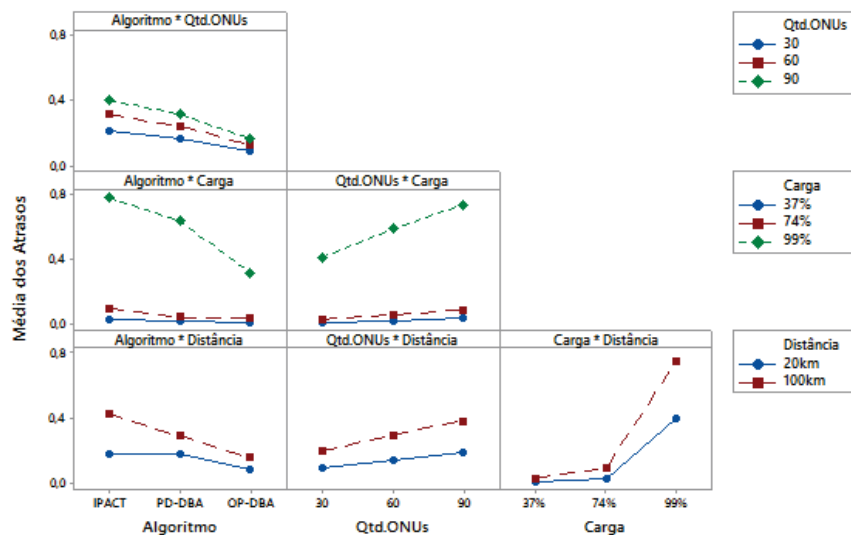 Algoritmo * Qtd.ONUs
Qtd.ONUs
30
60
90
0,8
0,4
0,0
Média dos Atrasos
Algoritmo * Carga
Qtd.ONUs * Carga
Carga
37%
74%
99%
0,8
0,4
0,0
Algoritmo * Distância
Qtd.ONUs * Distância
Carga * Distância
Distância
20km
100km
0,8
0,4
0,0
IPACT PD-DBA OP-DBA
30 60 90
37% 74% 99%
Algoritmo
Qtd.ONUs
Carga